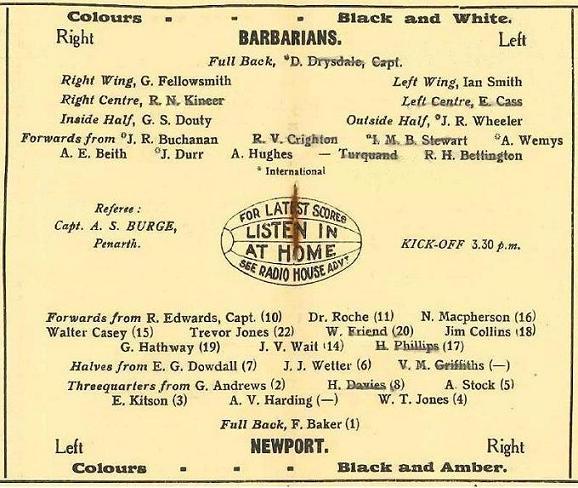 Colours - - - Black and White.
Right BARBARIANS. Left
Full Back, *D. Drysdale, Capt.
Right Wing, G. Fellowsmith Left Wing, Ian Smith
Right Centre, R. N. Kineer Left Centre, E. Cass
Inside Half, G. S. Douty Outside Half, *J. R. Wheeler
Forwards from *J. R. Buchanan R. V. Crighton *I. M. B. Stewart *A. Wemys
A. E. Beith *J. Durr A. Hughes — Turquand R. H. Bettington
* International
Referee :
Capt. A. S. BURGE,
Penarth.
FOR LATEST SCORES
LISTEN IN
AT HOME
SEE RADIO HOUSE ADVT
KICK-OFF 3.30 p.m.
Forwards from R. Edwards, Capt. (10) Dr. Roche (11) N. Macpherson (16)
Walter Casey (15) Trevor Jones (22) W. Friend (20) Jim Collins (18)
G. Hathway (19) J. V. Wait (14) H. Phillips (17)
Halves from E. G. Dowdall (7) J. J. Wetter (6) V. M. Griffiths (—)
Threequarters from G. Andrews (2) H. Davies (8) A. Stock (5)
E. Kitson (3) A. V. Harding (—) W. T. Jones (4)
Full Back, F. Baker (1)
Left NEWPORT. Right
Colours - - - Black and Amber.